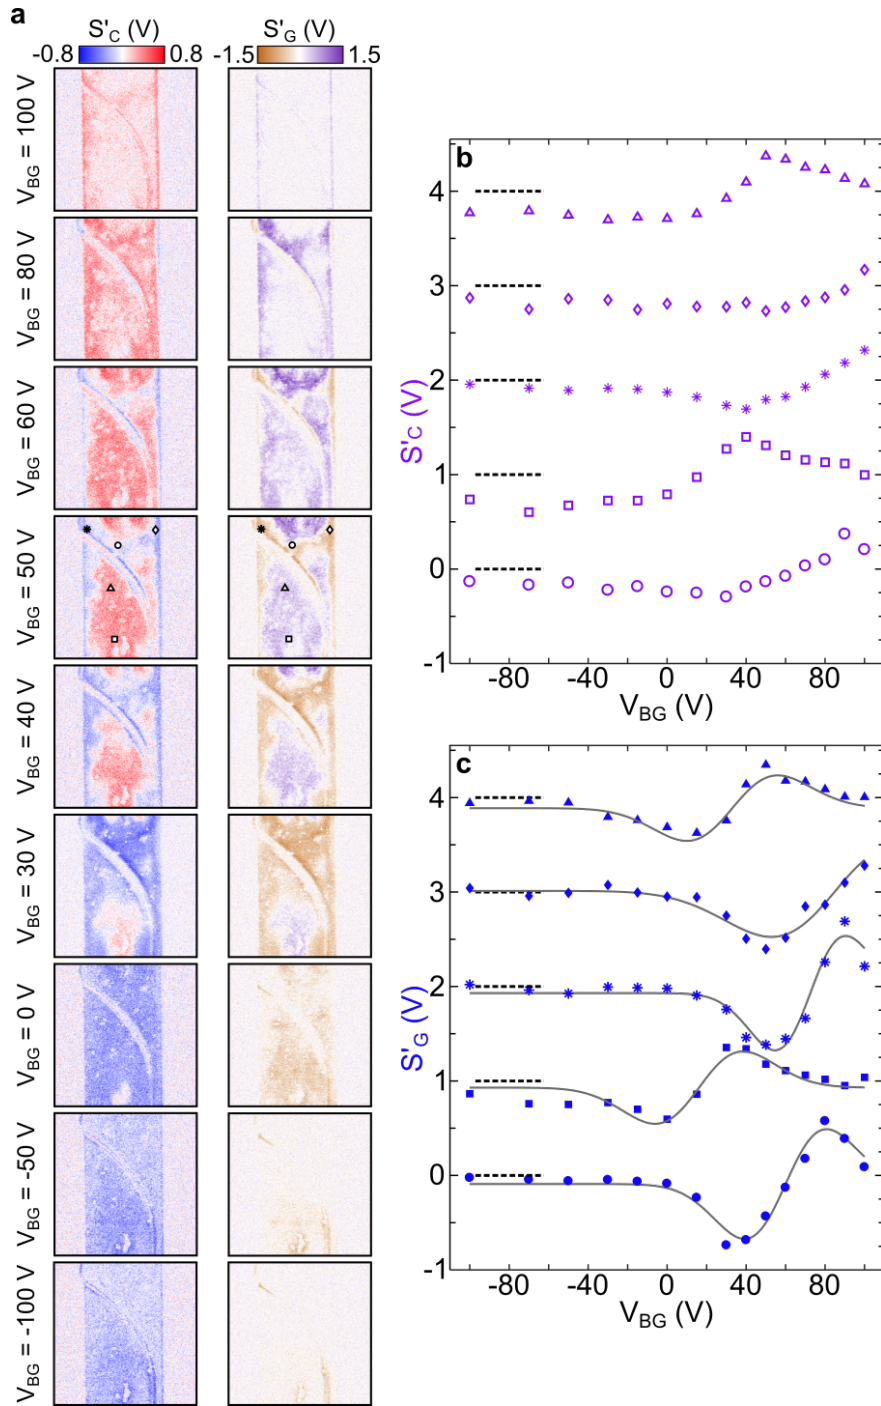 a
S'C (V)
S'G (V)
-0.8 0.8
-1.5 1.5
VBG = 100 V
VBG = 80 V
VBG = 60 V
VBG = 50 V
VBG = 40 V
VBG = 30 V
VBG = 0 V
VBG = -50 V
VBG = -100 V
b
S'C (V)
4
3
2
1
0
-1
-80 -40 0 40 80
VBG (V)
c
S'G (V)
4
3
2
1
0
-1
-80 -40 0 40 80
VBG (V)